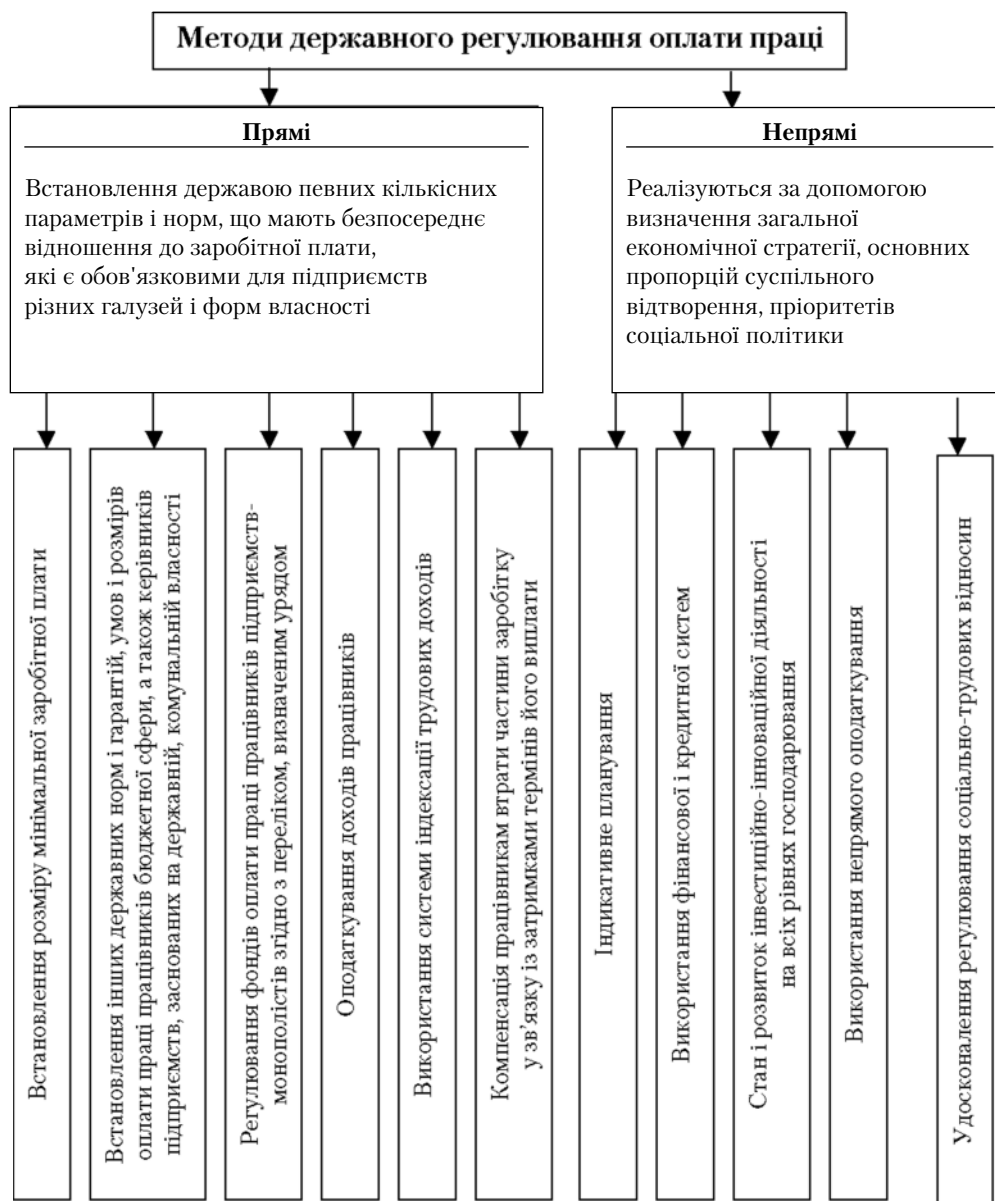 Методи державного регулювання оплати праці
Прямі
Встановлення державою певних кількісних
параметрів і норм, що мають безпосереднє
відношення до заробітної плати,
які є обов'язковими для підприємств
різних галузей і форм власності
Непрямі
Реалізуються за допомогою
визначення загальної
економічної стратегії, основних
пропорцій суспільного
відтворення, пріоритетів
соціальної політики
Встановлення розміру мінімальної заробітної плати
Встановлення інших державних норм і гарантій, умов і розмірів
оплати праці працівників бюджетної сфери, а також керівників
підприємств, заснованих на державній, комунальній власності
Регулювання фондів оплати праці працівників підприємств-
монополістів згідно з переліком, визначеним урядом
Оподаткування доходів працівників
Використання системи індексації трудових доходів
Компенсація працівникам втрати частини заробітку
у зв’язку із затримками термінів його виплати
Індикативне планування
Використання фінансової і кредитної систем
Стан і розвиток інвестиційно-інноваційної діяльності
на всіх рівнях господарювання
Використання непрямого оподаткування
Удосконалення регулювання соціально-трудових відносин